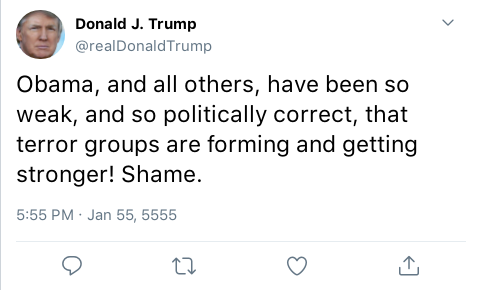 Donald J. Trump
@realDonaldTrump
Obama, and all others, have been so
weak, and so politically correct, that
terror groups are forming and getting
stronger! Shame.
5:55 PM · Jan 55, 5555